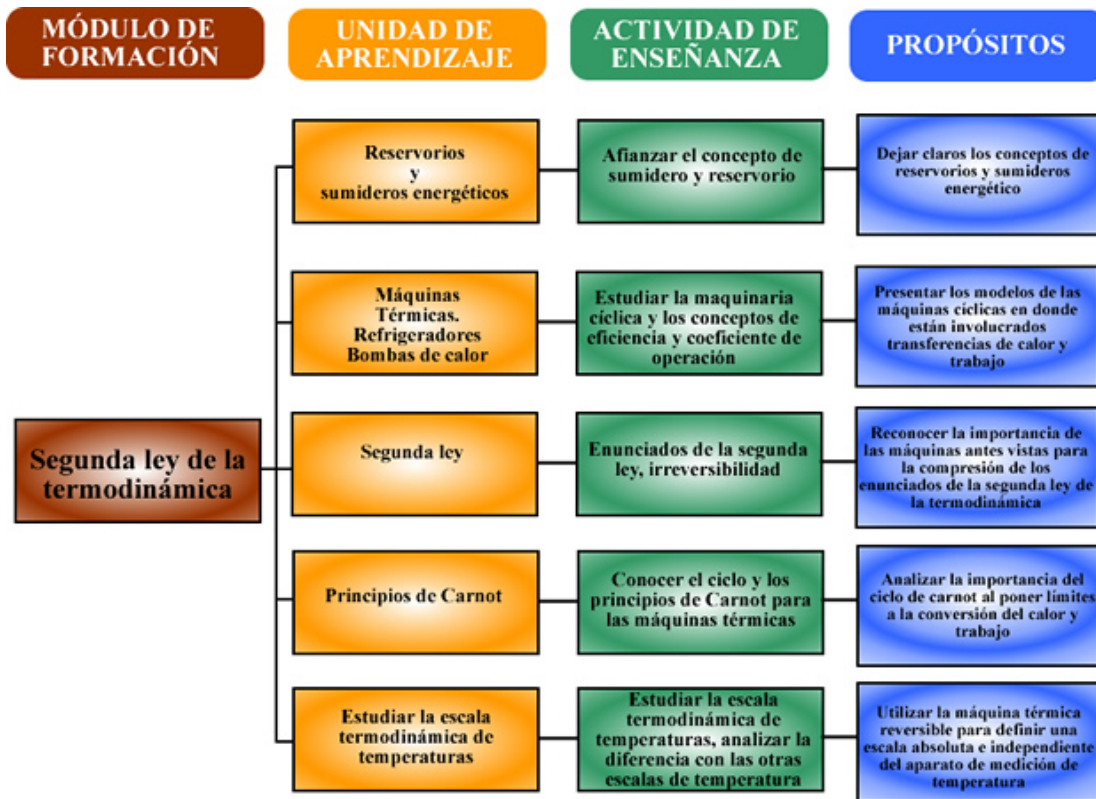 MÓDULO DE
FORMACIÓN
UNIDAD DE
APRENDIZAJE
ACTIVIDAD DE
ENSEÑANZA
PROPÓSITOS
Segunda ley de la
termodinámica
Reservorios
y
sumideros energéticos
Afianzar el concepto de
sumidero y reservorio
Dejar claros los conceptos de
reservorios y sumideros
energético
Máquinas
Térmicas.
Refrigeradores
Bombas de calor
Estudiar la maquinaria
cíclica y los conceptos de
eficiencia y coeficiente de
operación
Presentar los modelos de las
máquinas cíclicas en donde
están involucrados
transferencias de calor y
trabajo
Segunda ley
Enunciados de la segunda
ley, irreversibilidad
Reconocer la importancia de
las máquinas antes vistas para
la compresión de los
enunciados de la segunda ley de
la termodinámica
Principios de Carnot
Conocer el ciclo y los
principios de Carnot para
las máquinas térmicas
Analizar la importancia del
ciclo de carnot al poner límites
a la conversión del calor y
trabajo
Estudiar la escala
termodinámica de
temperaturas
Estudiar la escala
termodinámica de
temperaturas, analizar la
diferencia con las otras
escalas de temperatura
Utilizar la máquina térmica
reversible para definir una
escala absoluta e independiente
del aparato de medición de
temperatura